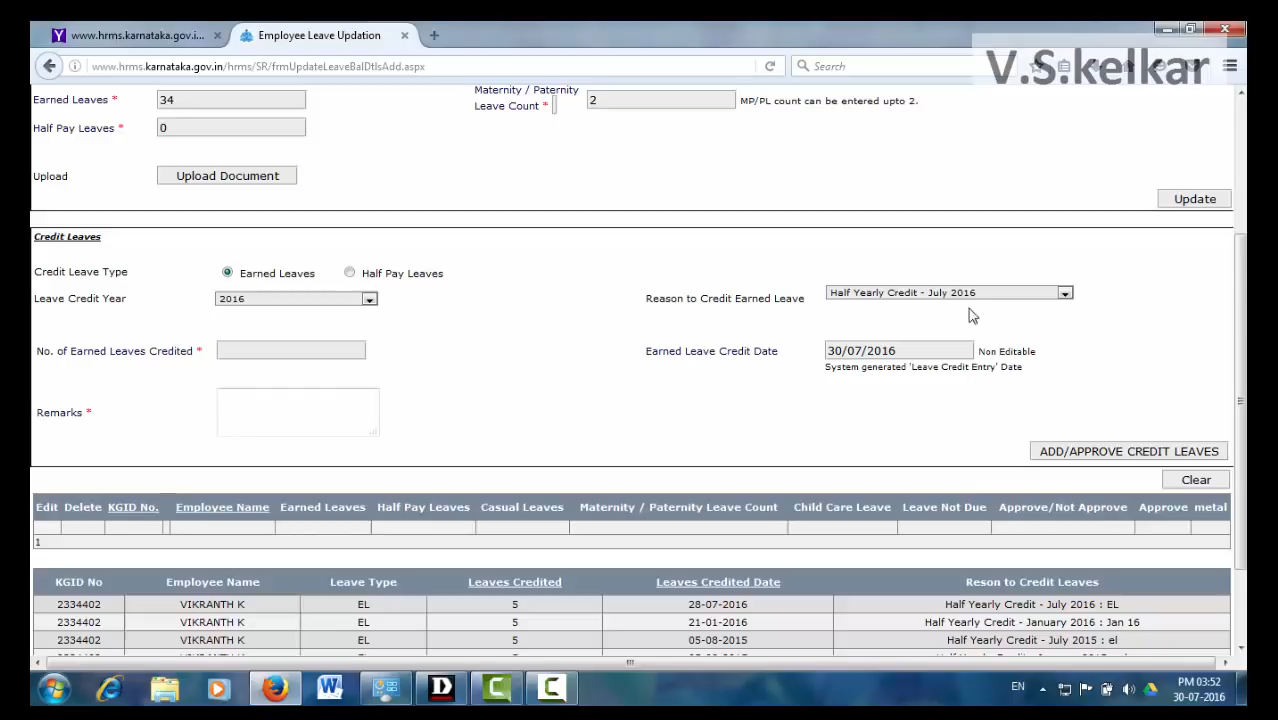 www.hrms.karnataka.gov.i...
Employee Leave Updation
www.hrms.karnataka.gov.in/hrms/SR/frmUpdateLeaveBalDtlsAdd.aspx
Search
V.S.kelkar
Earned Leaves *
34
Maternity / Paternity
Leave Count *
2
MP/PL count can be entered upto 2.
Half Pay Leaves *
0
Upload
Upload Document
Update
Credit Leaves
Credit Leave Type
Earned Leaves
Half Pay Leaves
Leave Credit Year
2016
Reason to Credit Earned Leave
Half Yearly Credit - July 2016
No. of Earned Leaves Credited *
Earned Leave Credit Date
30/07/2016
Non Editable
System generated 'Leave Credit Entry' Date
Remarks *
ADD/APPROVE CREDIT LEAVES
Clear
Edit Delete KGID No. Employee Name Earned Leaves Half Pay Leaves Casual Leaves Maternity / Paternity Leave Count Child Care Leave Leave Not Due Approve/Not Approve Approve metal
1
KGID No Employee Name Leave Type Leaves Credited Leaves Credited Date Reson to Credit Leaves
2334402 VIKRANTH K EL 5 28-07-2016 Half Yearly Credit - July 2016 : EL
2334402 VIKRANTH K EL 5 21-01-2016 Half Yearly Credit - January 2016 : Jan 16
2334402 VIKRANTH K EL 5 05-08-2015 Half Yearly Credit - July 2015 : el
EN
PM 03:52
30-07-2016